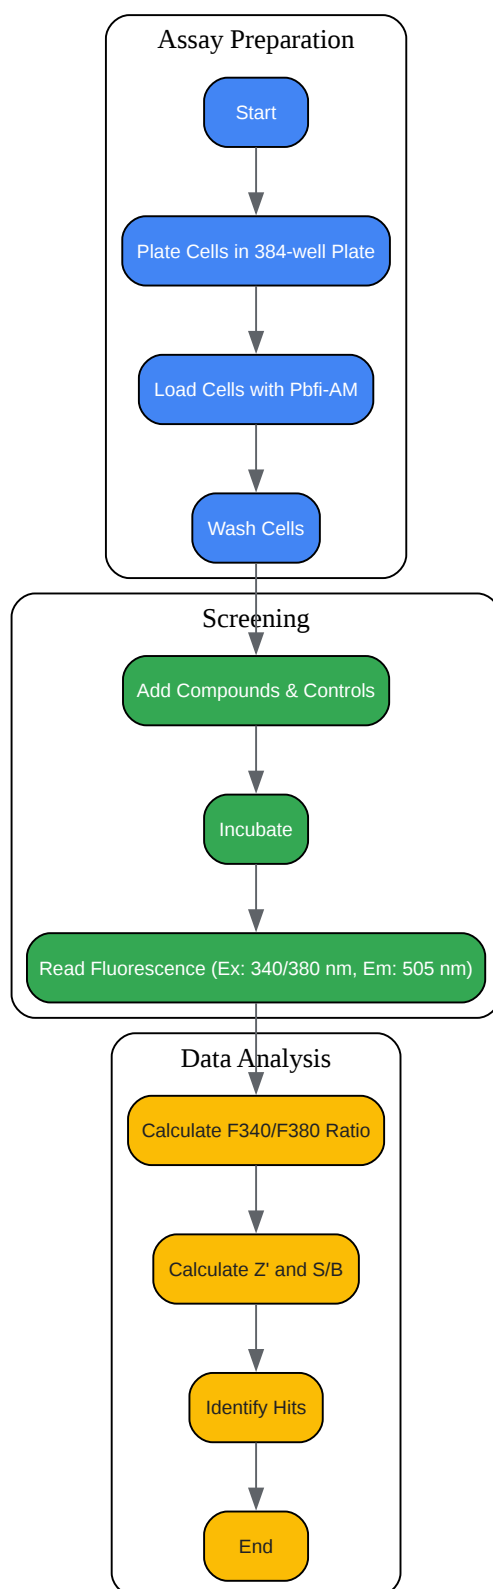 Assay Preparation
Start
Plate Cells in 384-well Plate
Load Cells with Pbfi-AM
Wash Cells
Screening
Add Compounds & Controls
Incubate
Read Fluorescence (Ex: 340/380 nm, Em: 505 nm)
Data Analysis
Calculate F340/F380 Ratio
Calculate Z' and S/B
Identify Hits
End